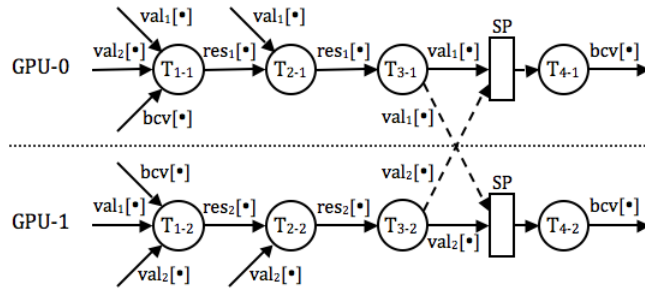 val₁[•] val₁[•] SP
GPU-0 val₂[•] T₁₋₁ res₁[•] T₂₋₁ res₁[•] T₃₋₁ val₁[•] T₄₋₁ bcv[•]
bcv[•] val₁[•]
bcv[•] val₂[•] SP
GPU-1 val₁[•] T₁₋₂ res₂[•] T₂₋₂ res₂[•] T₃₋₂ val₂[•] T₄₋₂ bcv[•]
val₂[•] val₂[•]